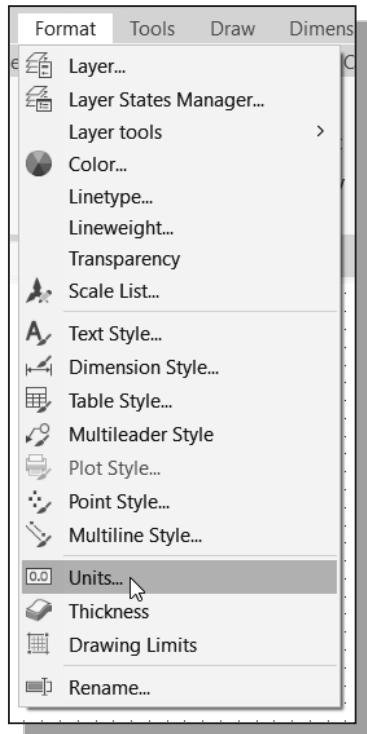 Format Tools Draw Dimens
Layer...
Layer States Manager...
Layer tools
Color...
Linetype...
Lineweight...
Transparency
Scale List...
Text Style...
Dimension Style...
Table Style...
Multileader Style
Plot Style...
Point Style...
Multiline Style...
0.0 Units...
Thickness
Drawing Limits
Rename...